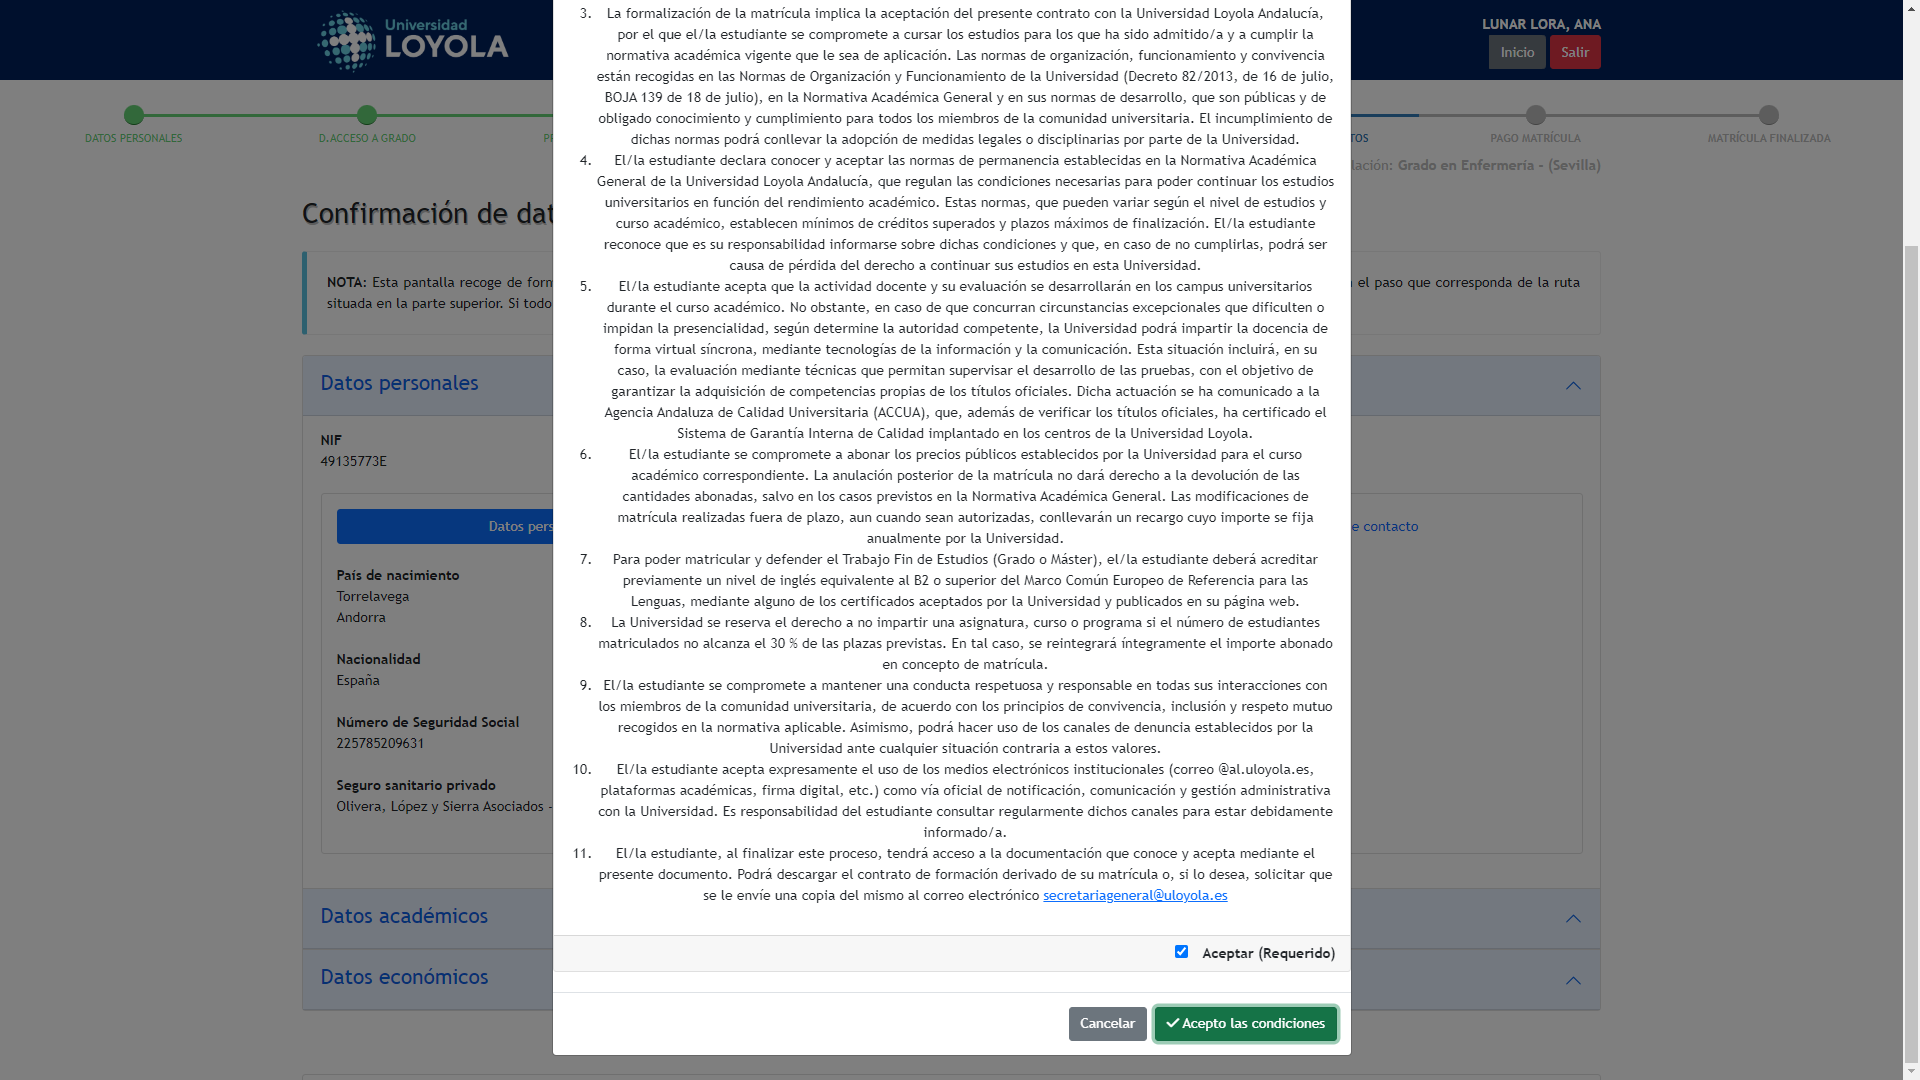 Universidad
LOYOLA
LUNAR LORA, ANA
Inicio
Salir
DATOS PERSONALES
D.ACCESO A GRADO
PAGO MATRÍCULA
MATRÍCULA FINALIZADA
Grado en Enfermería - (Sevilla)
Confirmación de dat
NOTA: Esta pantalla recoge de forn
el paso que corresponda de la ruta
situada en la parte superior. Si todo
Datos personales
NIF
49135773E
Datos pers
e contacto
País de nacimiento
Torrelavega
Andorra
Nacionalidad
España
Número de Seguridad Social
225785209631
Seguro sanitario privado
Olivera, López y Sierra Asociados -
Datos académicos
Datos económicos
3. La formalización de la matrícula implica la aceptación del presente contrato con la Universidad Loyola Andalucía,
por el que el/la estudiante se compromete a cursar los estudios para los que ha sido admitido/a y a cumplir la
normativa académica vigente que le sea de aplicación. Las normas de organización, funcionamiento y convivencia
están recogidas en las Normas de Organización y Funcionamiento de la Universidad (Decreto 82/2013, de 16 de julio,
BOJA 139 de 18 de julio), en la Normativa Académica General y en sus normas de desarrollo, que son públicas y de
obligado conocimiento y cumplimiento para todos los miembros de la comunidad universitaria. El incumplimiento de
dichas normas podrá conllevar la adopción de medidas legales o disciplinarias por parte de la Universidad.
4. El/la estudiante declara conocer y aceptar las normas de permanencia establecidas en la Normativa Académica
General de la Universidad Loyola Andalucía, que regulan las condiciones necesarias para poder continuar los estudios
universitarios en función del rendimiento académico. Estas normas, que pueden variar según el nivel de estudios y
curso académico, establecen mínimos de créditos superados y plazos máximos de finalización. El/la estudiante
reconoce que es su responsabilidad informarse sobre dichas condiciones y que, en caso de no cumplirlas, podrá ser
causa de pérdida del derecho a continuar sus estudios en esta Universidad.
5. El/la estudiante acepta que la actividad docente y su evaluación se desarrollarán en los campus universitarios
durante el curso académico. No obstante, en caso de que concurran circunstancias excepcionales que dificulten o
impidan la presencialidad, según determine la autoridad competente, la Universidad podrá impartir la docencia de
forma virtual síncrona, mediante tecnologías de la información y la comunicación. Esta situación incluirá, en su
caso, la evaluación mediante técnicas que permitan supervisar el desarrollo de las pruebas, con el objetivo de
garantizar la adquisición de competencias propias de los títulos oficiales. Dicha actuación se ha comunicado a la
Agencia Andaluza de Calidad Universitaria (ACCUA), que, además de verificar los títulos oficiales, ha certificado el
Sistema de Garantía Interna de Calidad implantado en los centros de la Universidad Loyola.
6. El/la estudiante se compromete a abonar los precios públicos establecidos por la Universidad para el curso
académico correspondiente. La anulación posterior de la matrícula no dará derecho a la devolución de las
cantidades abonadas, salvo en los casos previstos en la Normativa Académica General. Las modificaciones de
matrícula realizadas fuera de plazo, aun cuando sean autorizadas, conllevarán un recargo cuyo importe se fija
anualmente por la Universidad.
7. Para poder matricular y defender el Trabajo Fin de Estudios (Grado o Máster), el/la estudiante deberá acreditar
previamente un nivel de inglés equivalente al B2 o superior del Marco Común Europeo de Referencia para las
Lenguas, mediante alguno de los certificados aceptados por la Universidad y publicados en su página web.
8. La Universidad se reserva el derecho a no impartir una asignatura, curso o programa si el número de estudiantes
matriculados no alcanza el 30 % de las plazas previstas. En tal caso, se reintegrará íntegramente el importe abonado
en concepto de matrícula.
9. El/la estudiante se compromete a mantener una conducta respetuosa y responsable en todas sus interacciones con
los miembros de la comunidad universitaria, de acuerdo con los principios de convivencia, inclusión y respeto mutuo
recogidos en la normativa aplicable. Asimismo, podrá hacer uso de los canales de denuncia establecidos por la
Universidad ante cualquier situación contraria a estos valores.
10. El/la estudiante acepta expresamente el uso de los medios electrónicos institucionales (correo @al.uloyola.es,
plataformas académicas, firma digital, etc.) como vía oficial de notificación, comunicación y gestión administrativa
con la Universidad. Es responsabilidad del estudiante consultar regularmente dichos canales para estar debidamente
informado/a.
11. El/la estudiante, al finalizar este proceso, tendrá acceso a la documentación que conoce y acepta mediante el
presente documento. Podrá descargar el contrato de formación derivado de su matrícula o, si lo desea, solicitar que
se le envíe una copia del mismo al correo electrónico secretariageneral@uloyola.es
Aceptar (Requerido)
Cancelar
Acepto las condiciones